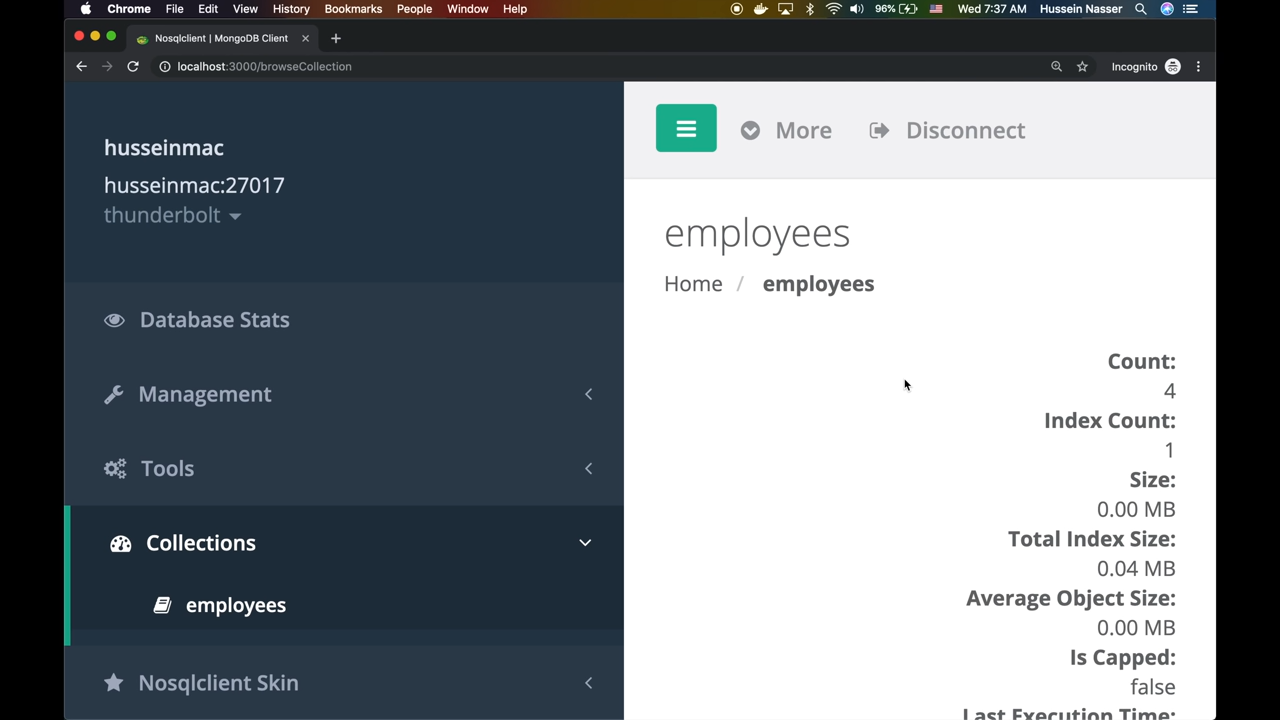 Chrome File Edit View History Bookmarks People Window Help 96% Wed 7:37 AM Hussein Nasser
Nosqlclient | MongoDB Client
localhost:3000/browseCollection Incognito
husseinmac
husseinmac:27017
thunderbolt
Database Stats
Management
Tools
Collections
employees
Nosqlclient Skin
More Disconnect
employees
Home / employees
Count:
4
Index Count:
1
Size:
0.00 MB
Total Index Size:
0.04 MB
Average Object Size:
0.00 MB
Is Capped:
false
Last Execution Time: